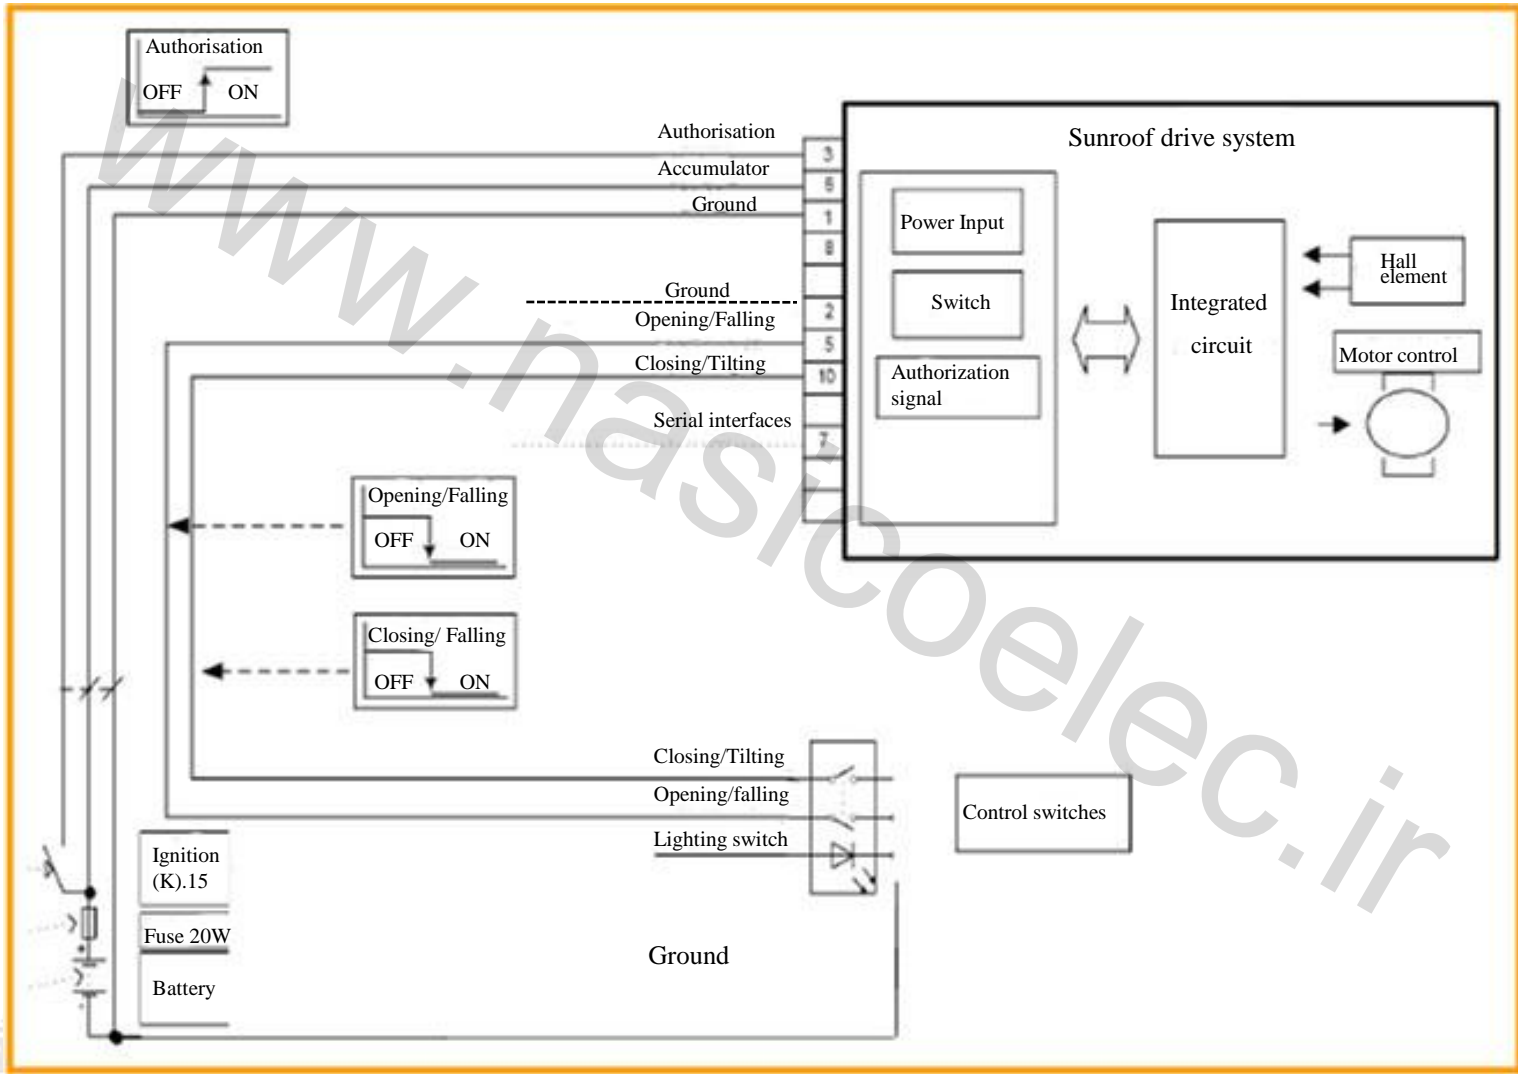 Authorisation
OFF ON
Authorisation
Accumulator
Ground
Ground
Opening/Falling
Closing/Tilting
Serial interfaces
3
1
8
2
5
10
7
Sunroof drive system
Power Input
Switch
Authorization
signal
Integrated
circuit
Hall
element
Motor control
Opening/Falling
OFF ON
Closing/ Falling
OFF ON
Closing/Tilting
Opening/falling
Lighting switch
Control switches
Ignition
(K).15
Fuse 20W
Battery
Ground
www.nasicoelec.ir